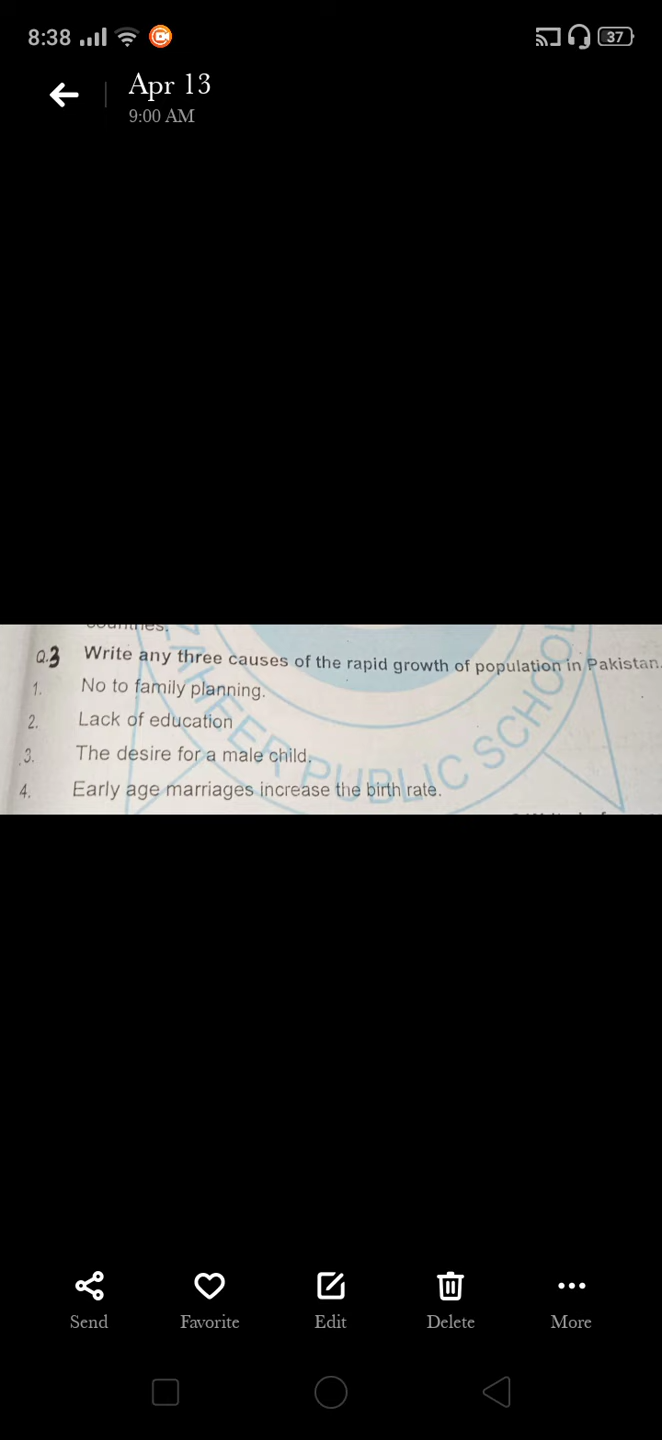 8:38
37
Apr 13
9:00 AM
countries.
Q.3 Write any three causes of the rapid growth of population in Pakistan.
1. No to family planning.
2. Lack of education
3. The desire for a male child.
4. Early age marriages increase the birth rate.
ZAHEER PUBLIC SCHOOL
Send Favorite Edit Delete More